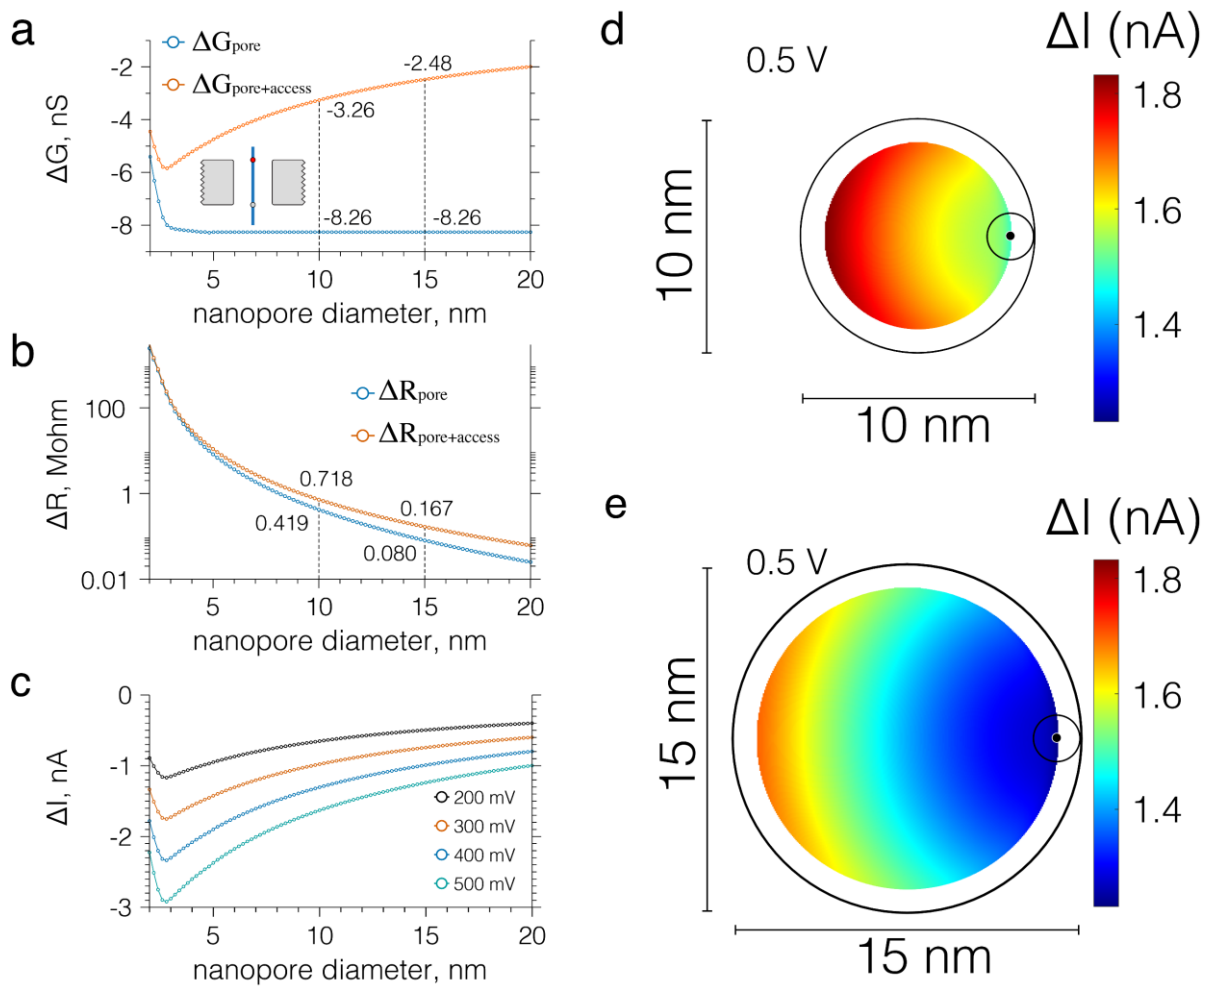 a
ΔGpore
ΔGpore+access
ΔG, nS
-2
-4
-6
-8
-2.48
-3.26
-8.26
-8.26
5
10
15
20
nanopore diameter, nm
b
ΔRpore
ΔRpore+access
ΔR, Mohm
100
1
0.01
0.718
0.167
0.419
0.080
5
10
15
20
nanopore diameter, nm
c
ΔI, nA
0
-1
-2
-3
200 mV
300 mV
400 mV
500 mV
5
10
15
20
nanopore diameter, nm
d
0.5 V
ΔI (nA)
1.8
1.6
1.4
10 nm
10 nm
e
0.5 V
ΔI (nA)
1.8
1.6
1.4
15 nm
15 nm